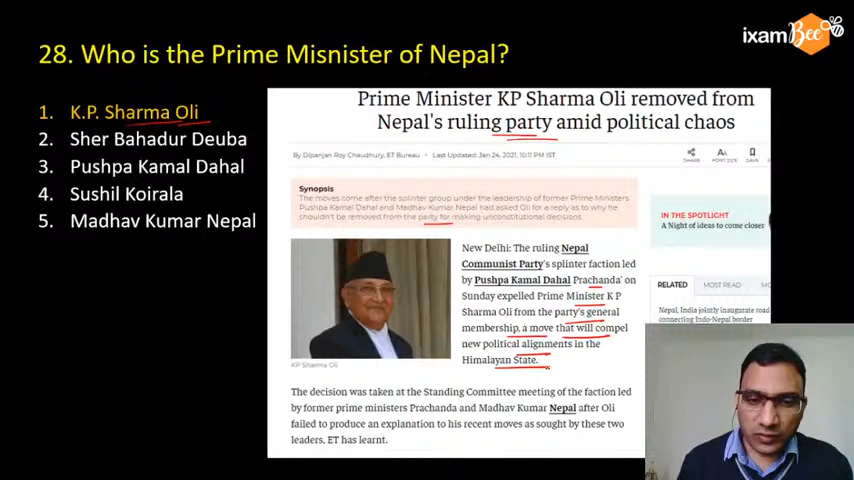 28. Who is the Prime Misnister of Nepal?
ixamBee
1. K.P. Sharma Oli
2. Sher Bahadur Deuba
3. Pushpa Kamal Dahal
4. Sushil Koirala
5. Madhav Kumar Nepal
Prime Minister KP Sharma Oli removed from
Nepal's ruling party amid political chaos
By Dipanjan Roy Chaudhury, ET Bureau • Last Updated: Jan 24, 2021, 10:11 PM IST
SHARE FONT SIZE SAVE
Synopsis
The moves come after the splinter group under the leadership of former Prime Ministers
Pushpa Kamal Dahal and Madhav Kumar Nepal had asked Oli for a reply as to why he
shouldn't be removed from the party for making unconstitutional decisions.
IN THE SPOTLIGHT
A Night of ideas to come closer
New Delhi: The ruling Nepal
Communist Party's splinter faction led
by Pushpa Kamal Dahal Prachanda' on
Sunday expelled Prime Minister K P
Sharma Oli from the party's general
membership, a move that will compel
new political alignments in the
Himalayan State.
KP Sharma Oli
RELATED MOST READ
Nepal, India jointly inaugurate road
connecting Indo-Nepal border
The decision was taken at the Standing Committee meeting of the faction led
by former prime ministers Prachanda and Madhav Kumar Nepal after Oli
failed to produce an explanation to his recent moves as sought by these two
leaders, ET has learnt.